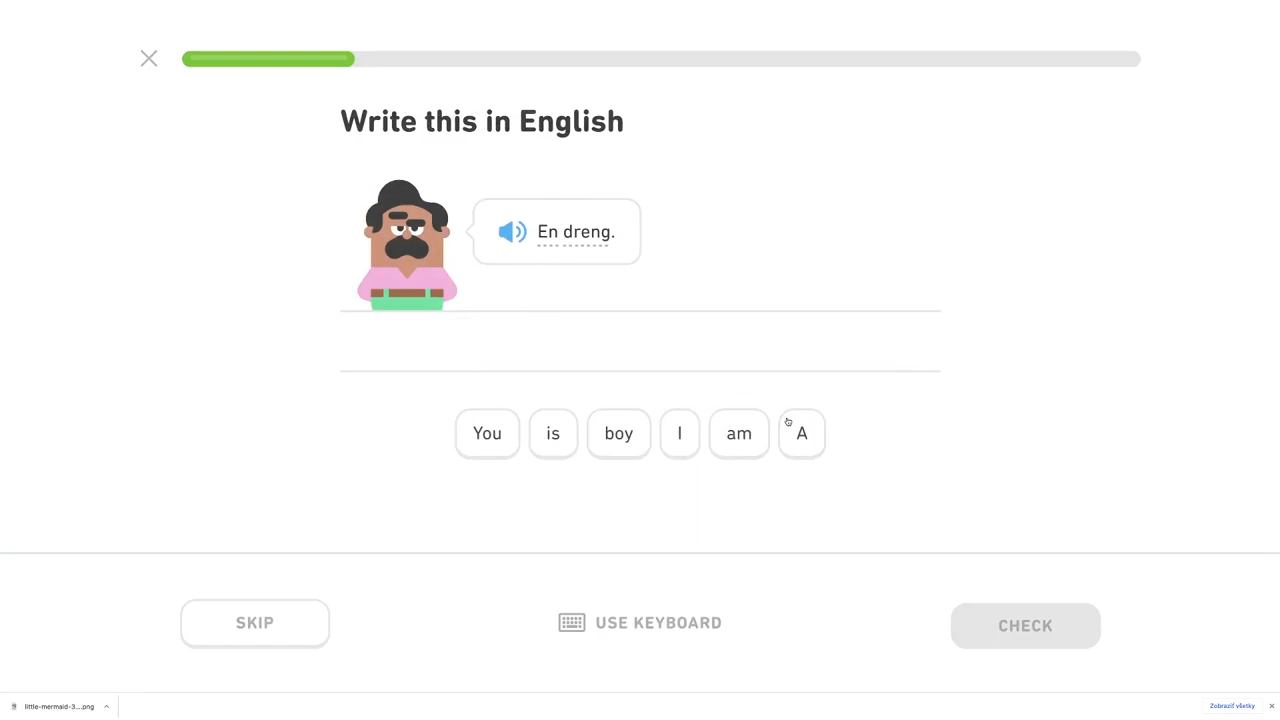 Write this in English
En dreng.
You is boy I am A
SKIP USE KEYBOARD CHECK
little-mermaid-3....png Zobraziť všetky